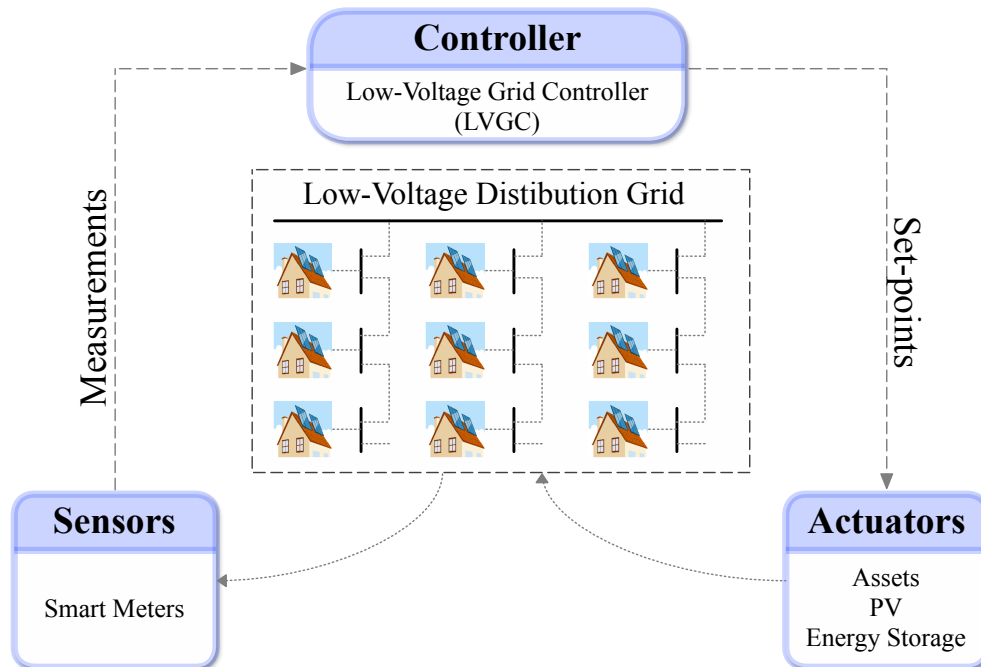 Controller
Low-Voltage Grid Controller
(LVGC)
Low-Voltage Distibution Grid
Measurements
Set-points
Sensors
Smart Meters
Actuators
Assets
PV
Energy Storage